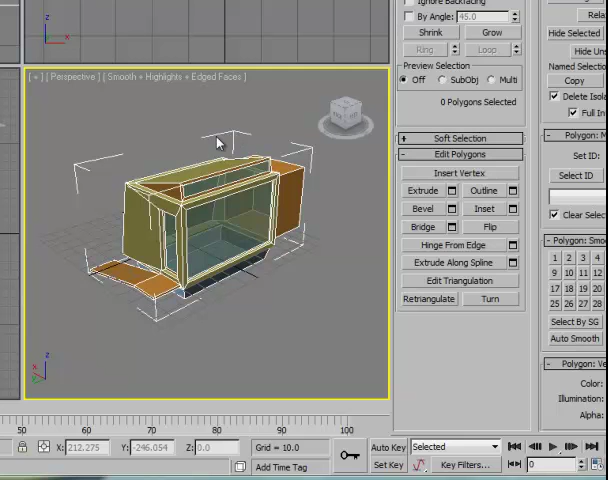 Ignore Backfacing
By Angle: 45.0
Shrink Grow
Ring Loop
Preview Selection
Off SubObj Multi
0 Polygons Selected
+ Soft Selection
- Edit Polygons
Insert Vertex
Extrude Outline
Bevel Inset
Bridge Flip
Hinge From Edge
Extrude Along Spline
Edit Triangulation
Retriangulate Turn
Hide Selected
Hide Uns
Named Selection
Copy
Delete Isola
Full In
- Polygon: M
Set ID:
Select ID
Clear Selec
- Polygon: Smo
1 2 3 4
9 10 11 12
17 18 19 20
25 26 27 28
Select By SG
Auto Smooth
- Polygon: Ve
Color:
Illumination:
Alpha:
z
x
[ + ] [ Perspective ] [ Smooth + Highlights + Edged Faces ]
z
x
y
50 60 70 80 90 100
X: 212.275 Y: -246.054 Z: 0.0 Grid = 10.0
Add Time Tag
Auto Key Selected
Set Key Key Filters... 0